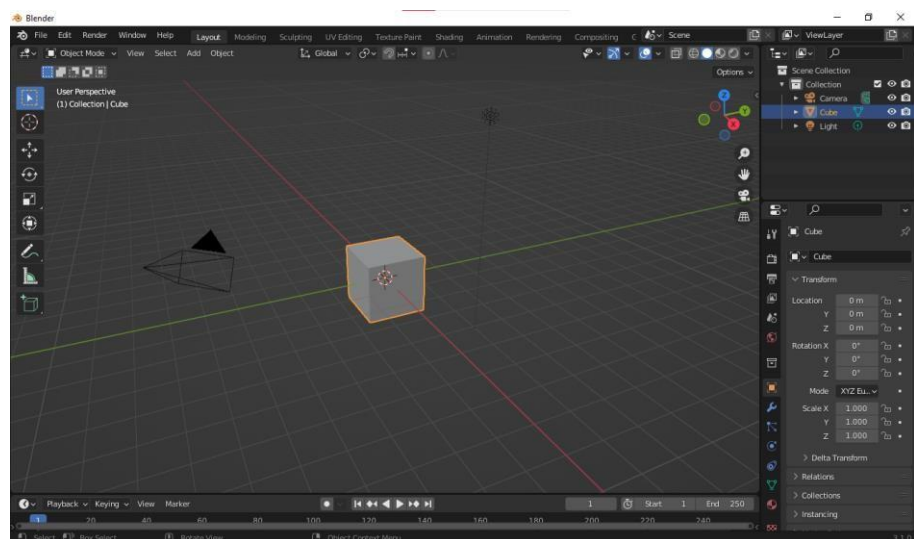 Blender
File Edit Render Window Help Layout Modeling Sculpting UV Editing Texture Paint Shading Animation Rendering Compositing Scene ViewLayer
Object Mode View Select Add Object Global
Options
User Perspective
(1) Collection | Cube
Z
Y
X
Scene Collection
Collection
Camera
Cube
Light
Cube
Cube
Transform
Location 0 m
Y 0 m
Z 0 m
Rotation X 0°
Y 0°
Z 0°
Mode XYZ Eu...
Scale X 1.000
Y 1.000
Z 1.000
Delta Transform
Relations
Collections
Instancing
Playback Keying View Marker 1 Start 1 End 250
1 20 40 60 80 100 120 140 160 180 200 220 240
Select Box Select Rotate View Object Context Menu 3.1.0